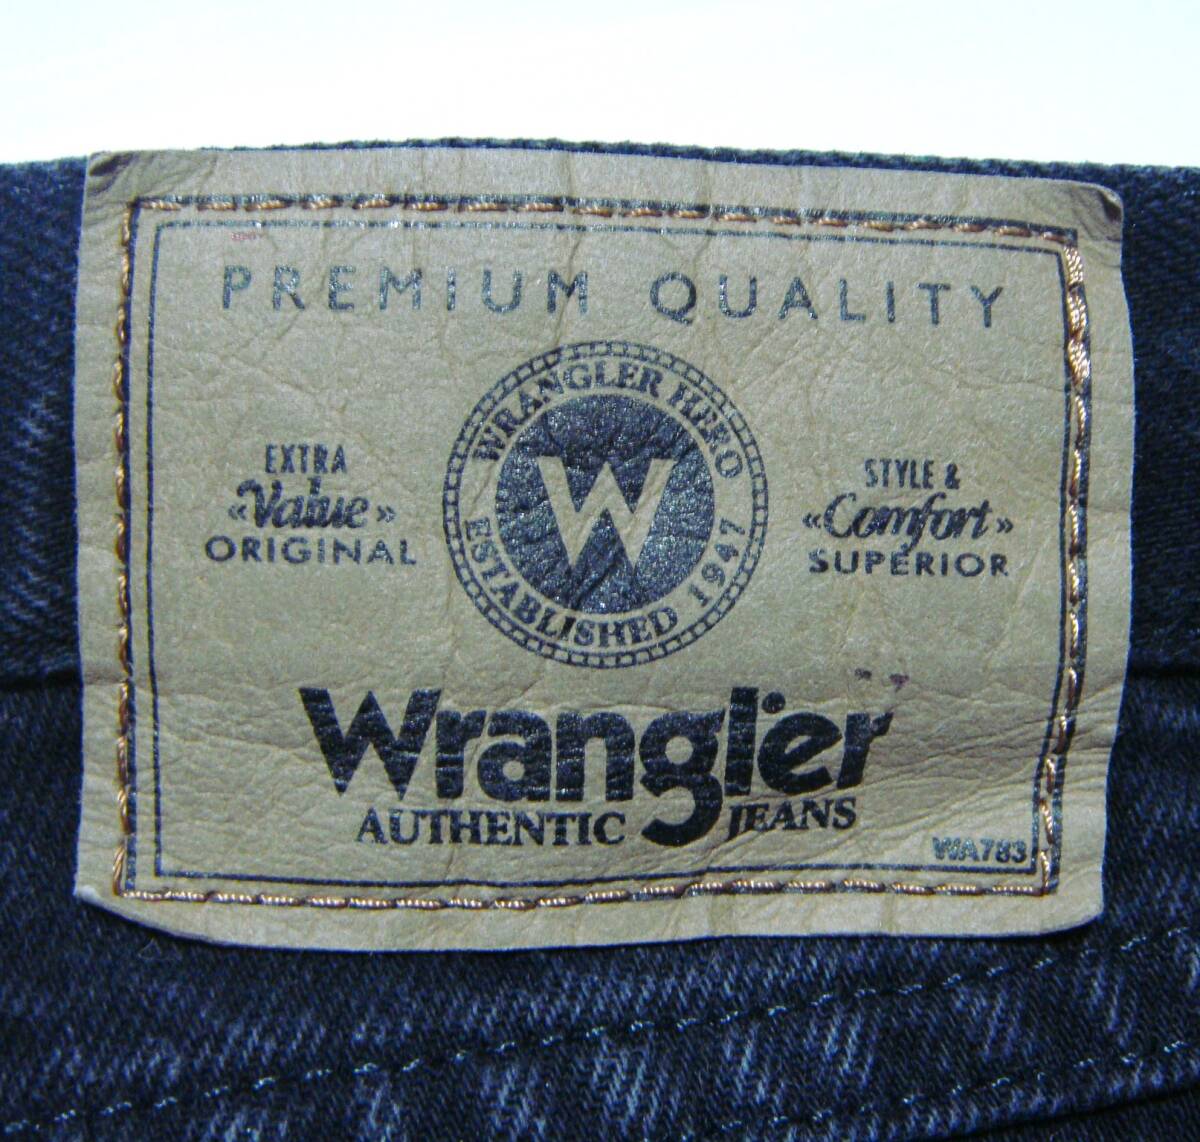 PREMIUM QUALITY
WRANGLER HERO
ESTABLISHED 1947
W
EXTRA
«Value»
ORIGINAL
STYLE &
«Comfort»
SUPERIOR
Wrangler
AUTHENTIC JEANS
WA783